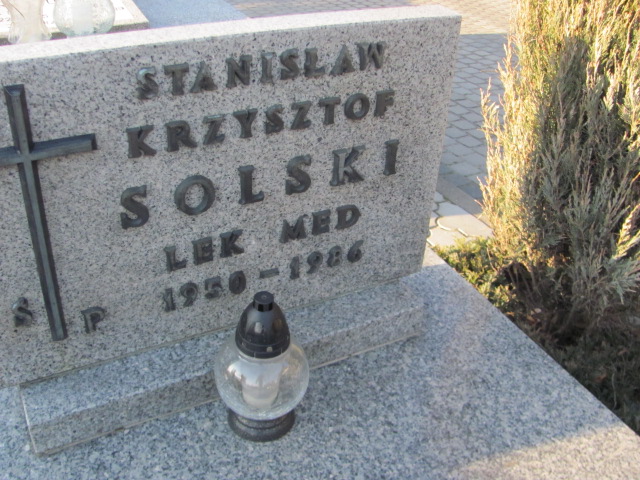 STANISŁAW
KRZYSZTOF
SOLSKI
LEK MED
1950-1986
Ś P